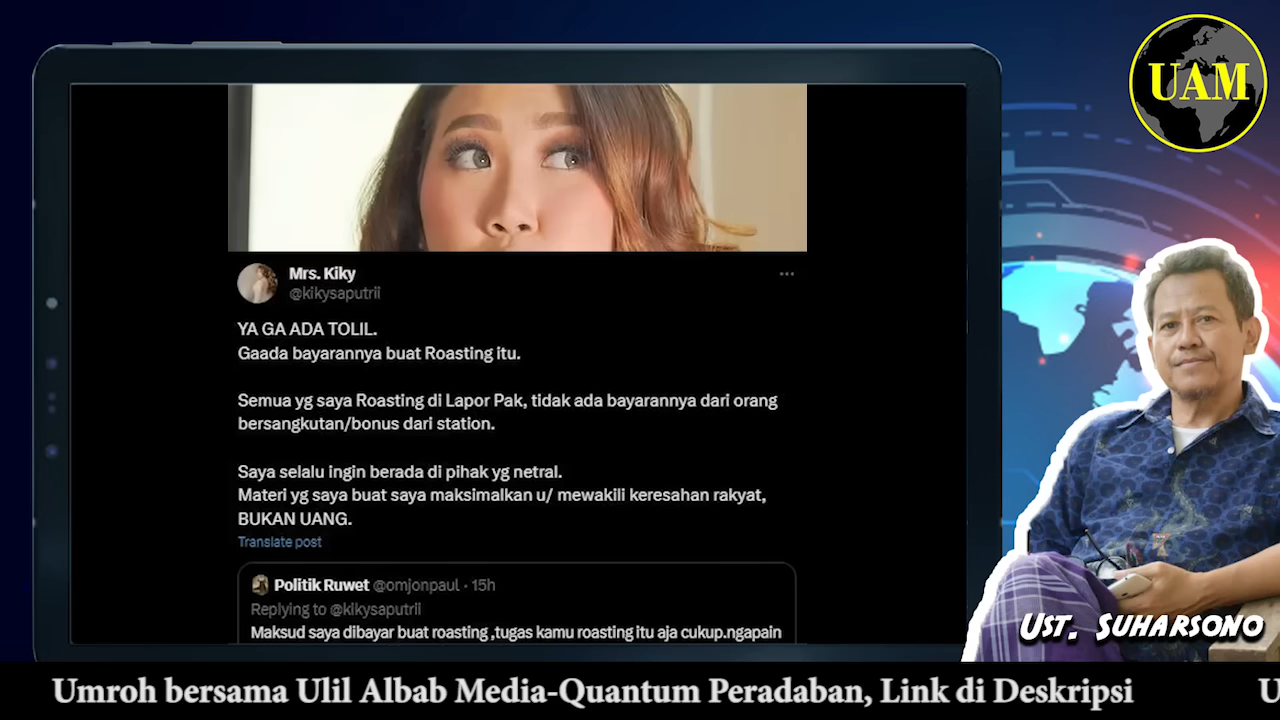 UAM
Mrs. Kiky
@kikysaputrii
YA GA ADA TOLIL.
Gaada bayarannya buat Roasting itu.
Semua yg saya Roasting di Lapor Pak, tidak ada bayarannya dari orang
bersangkutan/bonus dari station.
Saya selalu ingin berada di pihak yg netral.
Materi yg saya buat saya maksimalkan u/ mewakili keresahan rakyat,
BUKAN UANG.
Translate post
Politik Ruwet @omjonpaul · 15h
Replying to @kikysaputrii
Maksud saya dibayar buat roasting ,tugas kamu roasting itu aja cukup.ngapain
Ust. Suharsono
Umroh bersama Ulil Albab Media-Quantum Peradaban, Link di Deskripsi U